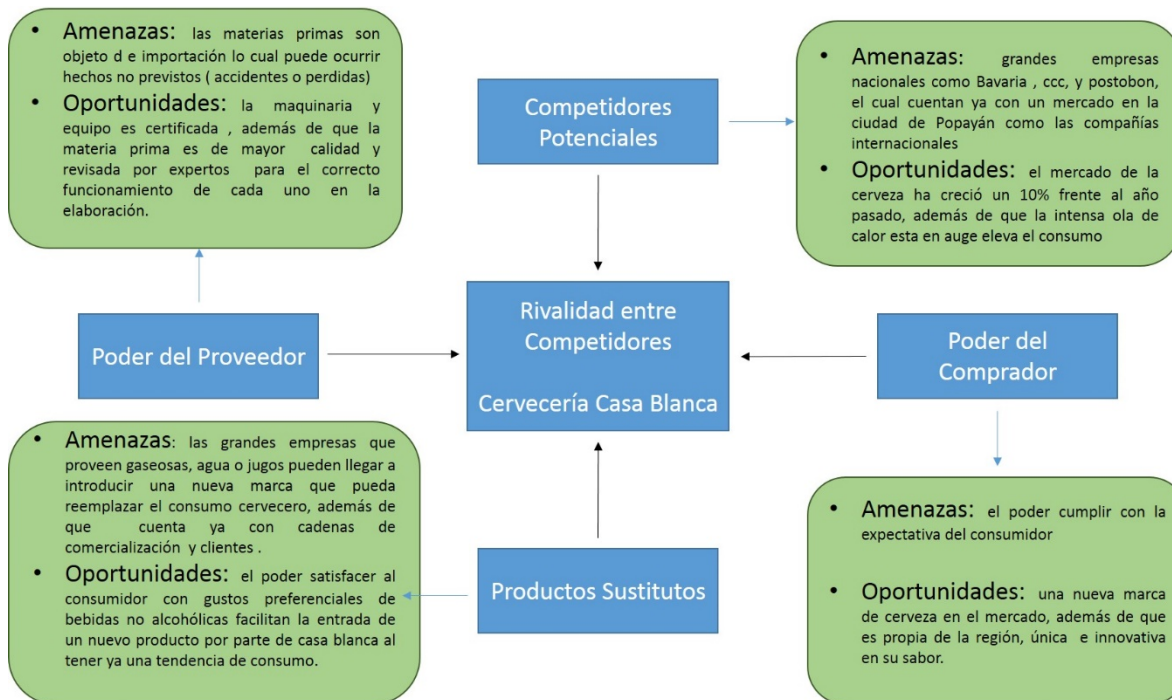 • Amenazas: las materias primas son
objeto d e importación lo cual puede ocurrir
hechos no previstos ( accidentes o perdidas)
• Oportunidades: la maquinaria y
equipo es certificada , además de que la
materia prima es de mayor calidad y
revisada por expertos para el correcto
funcionamiento de cada uno en la
elaboración.
Competidores
Potenciales
• Amenazas: grandes empresas
nacionales como Bavaria , ccc, y postobon,
el cual cuentan ya con un mercado en la
ciudad de Popayán como las compañías
internacionales
• Oportunidades: el mercado de la
cerveza ha creció un 10% frente al año
pasado, además de que la intensa ola de
calor esta en auge eleva el consumo
Poder del Proveedor
Rivalidad entre
Competidores
Cervecería Casa Blanca
Poder del
Comprador
• Amenazas: las grandes empresas que
proveen gaseosas, agua o jugos pueden llegar a
introducir una nueva marca que pueda
reemplazar el consumo cervecero, además de
que cuenta ya con cadenas de
comercialización y clientes .
• Oportunidades: el poder satisfacer al
consumidor con gustos preferenciales de
bebidas no alcohólicas facilitan la entrada de
un nuevo producto por parte de casa blanca al
tener ya una tendencia de consumo.
Productos Sustitutos
• Amenazas: el poder cumplir con la
expectativa del consumidor
• Oportunidades: una nueva marca
de cerveza en el mercado, además de que
es propia de la región, única e innovativa
en su sabor.